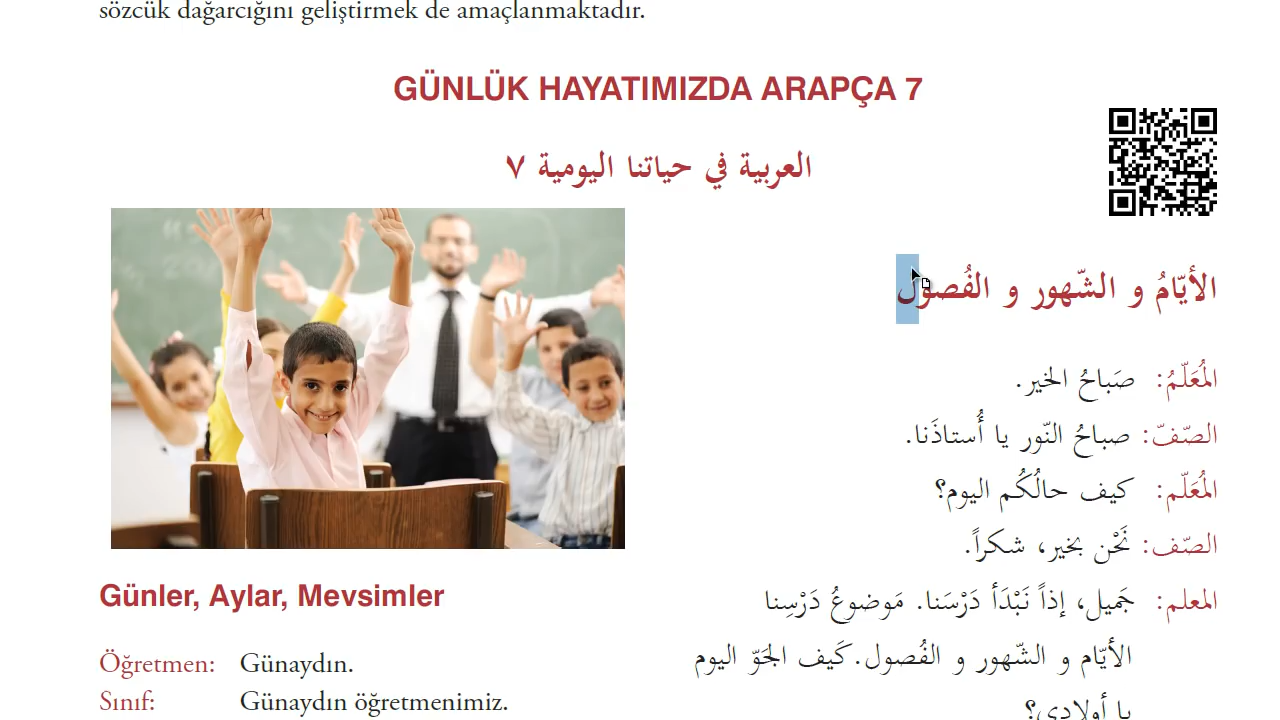 sözcük dağarcığını geliştirmek de amaçlanmaktadır.
GÜNLÜK HAYATIMIZDA ARAPÇA 7
العربية في حياتنا اليومية ٧
الأيّامُ و الشّهور و الفُصول
المُعَلّمُ: صَباحُ الخير.
الصّفّ: صباحُ النّور يا أُستاذَنا.
المُعَلّم: كيف حالُكُم اليوم؟
الصّف: نَحْن بخير، شكراً.
المعلم: جَميل، إذاً نَبْدَأ دَرْسَنا. مَوضوعُ دَرْسِنا
الأيّام و الشّهور و الفُصول.كَيف الجَوّ اليوم
يا أولادي؟
Günler, Aylar, Mevsimler
Öğretmen: Günaydın.
Sınıf: Günaydın öğretmenimiz.